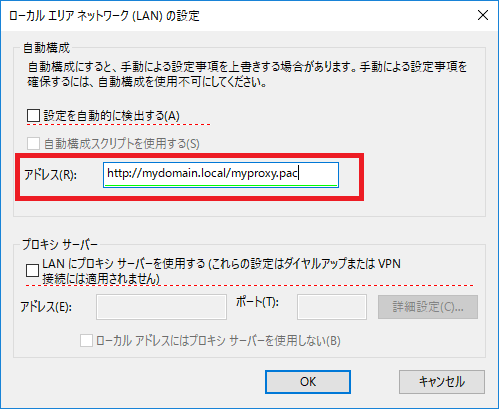 ローカル エリア ネットワーク (LAN) の設定
自動構成
自動構成にすると、手動による設定事項を上書きする場合があります。手動による設定事項を
確保するには、自動構成を使用不可にしてください。
設定を自動的に検出する(A)
自動構成スクリプトを使用する(S)
アドレス(R):
http://mydomain.local/myproxy.pac
プロキシ サーバー
LAN にプロキシ サーバーを使用する (これらの設定はダイヤルアップまたは VPN
接続には適用されません)
アドレス(E):
ポート(T):
詳細設定(C)...
ローカル アドレスにはプロキシ サーバーを使用しない(B)
OK
キャンセル